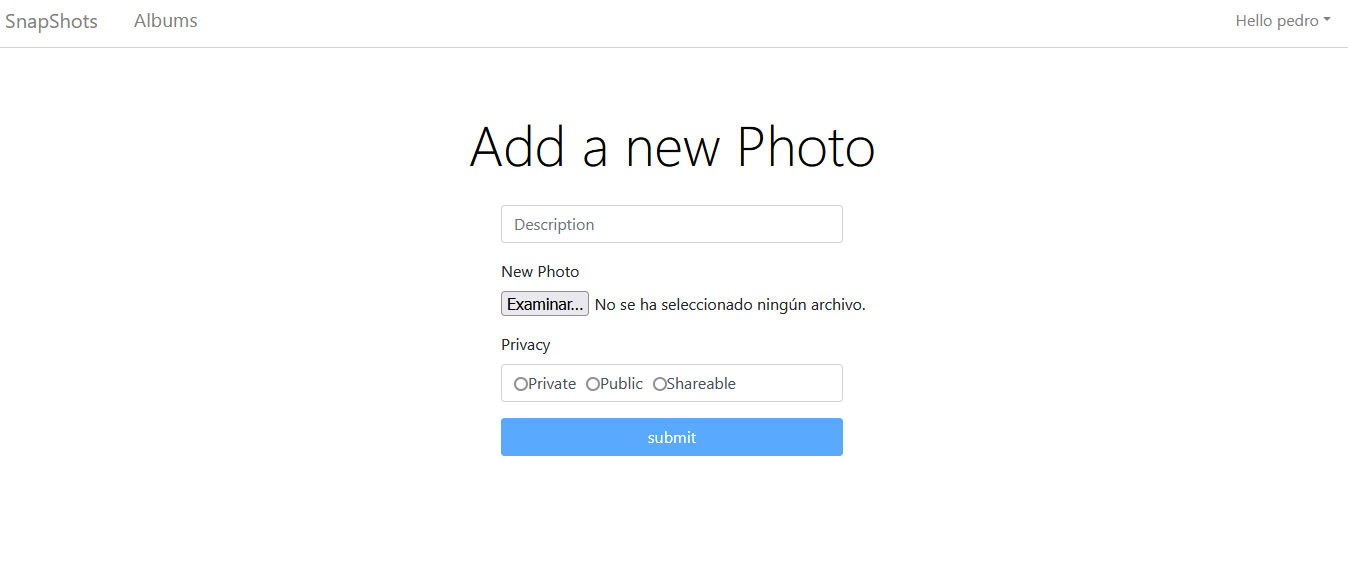 SnapShots Albums Hello pedro
Add a new Photo
Description
New Photo
Examinar... No se ha seleccionado ningún archivo.
Privacy
Private Public Shareable
submit